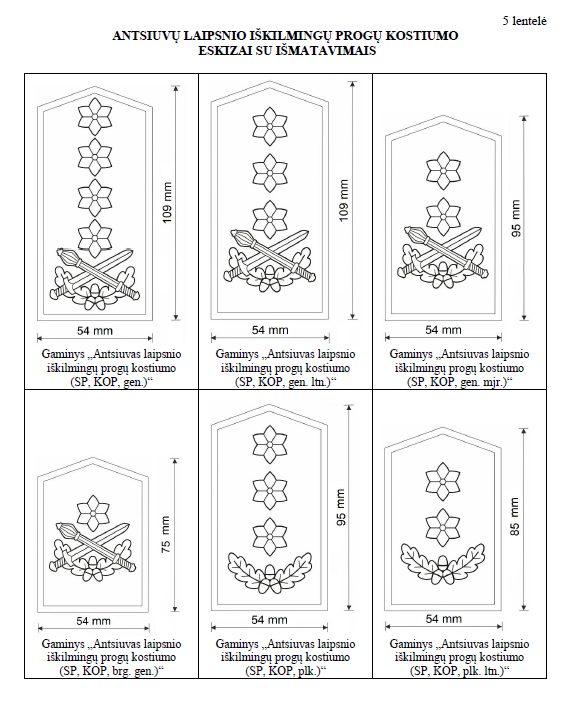 5 lentelė
ANTSIUVŲ LAIPSNIO IŠKILMINGŲ PROGŲ KOSTIUMO
ESKIZAI SU IŠMATAVIMAIS
109 mm
54 mm
Gaminys „Antsiuvas laipsnio
iškilmingų progų kostiumo
(SP, KOP, gen.)“
109 mm
54 mm
Gaminys „Antsiuvas laipsnio
iškilmingų progų kostiumo
(SP, KOP, gen. ltn.)“
95 mm
54 mm
Gaminys „Antsiuvas laipsnio
iškilmingų progų kostiumo
(SP, KOP, gen. mjr.)“
75 mm
54 mm
Gaminys „Antsiuvas laipsnio
iškilmingų progų kostiumo
(SP, KOP, brg. gen.)“
95 mm
54 mm
Gaminys „Antsiuvas laipsnio
iškilmingų progų kostiumo
(SP, KOP, plk.)“
85 mm
54 mm
Gaminys „Antsiuvas laipsnio
iškilmingų progų kostiumo
(SP, KOP, plk. ltn.)“